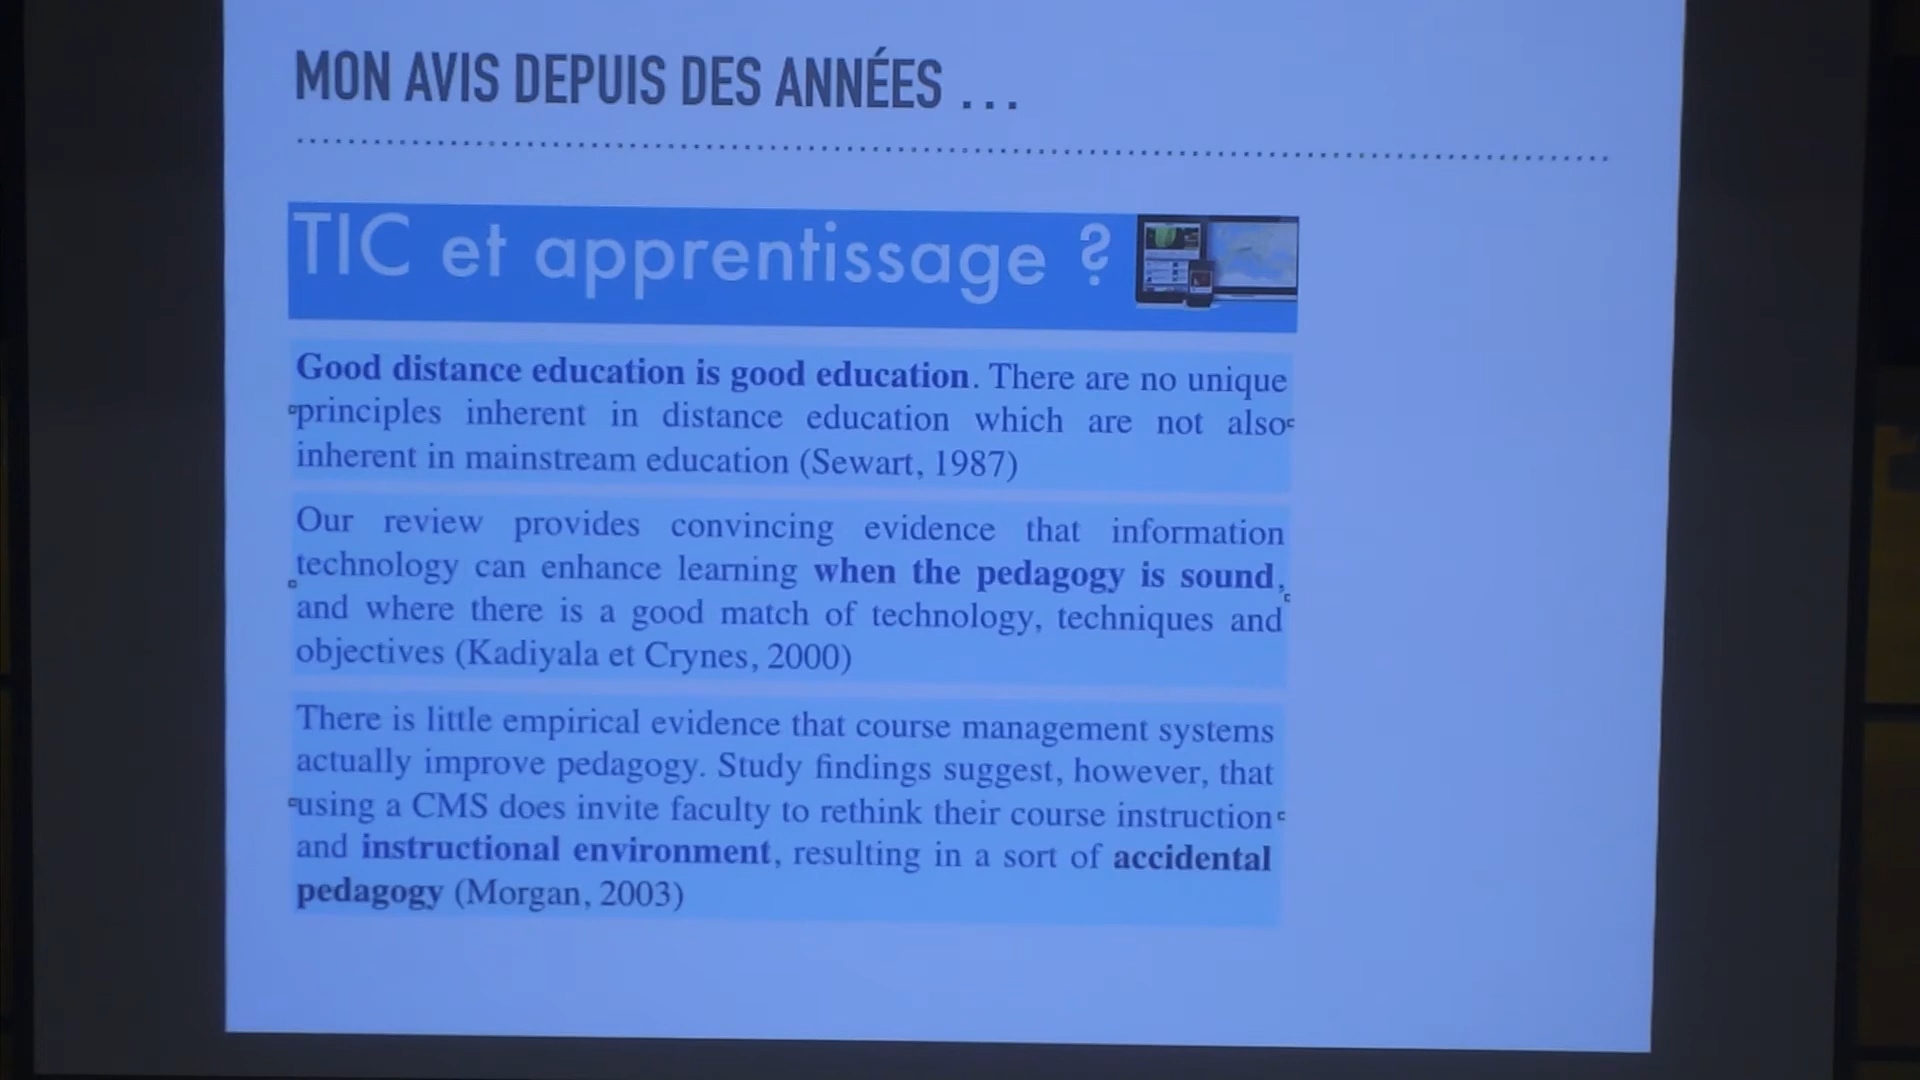 MON AVIS DEPUIS DES ANNÉES ...
TIC et apprentissage ?
Good distance education is good education. There are no unique
principles inherent in distance education which are not also
inherent in mainstream education (Sewart, 1987)
Our review provides convincing evidence that information
technology can enhance learning when the pedagogy is sound,
and where there is a good match of technology, techniques and
objectives (Kadiyala et Crynes, 2000)
There is little empirical evidence that course management systems
actually improve pedagogy. Study findings suggest, however, that
using a CMS does invite faculty to rethink their course instruction
and instructional environment, resulting in a sort of accidental
pedagogy (Morgan, 2003)